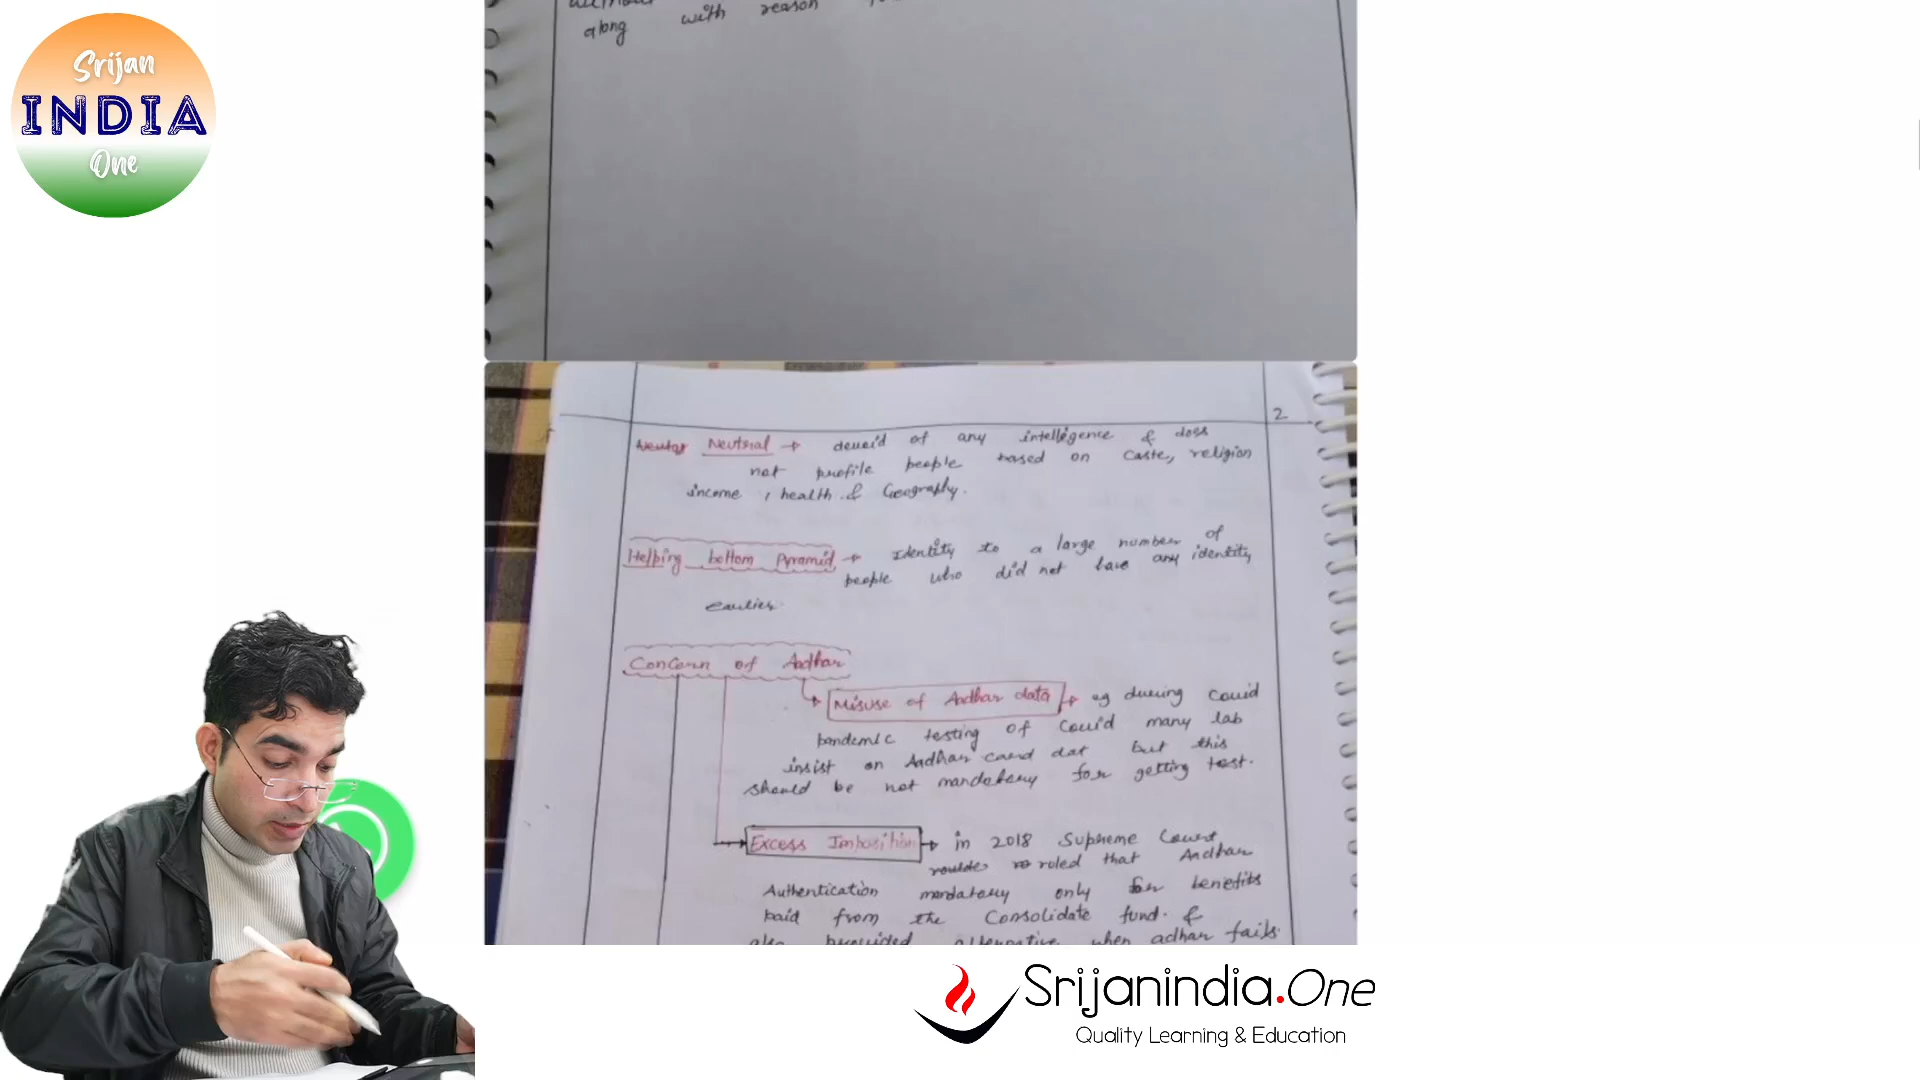 Srijan
INDIA
One
along with reason
2
Neutral → devoid of any intelligence & does
not profile people based on caste, religion
income, health & Geography.
Helping bottom Pyramid → Identity to a large number of
people who did not have any identity
earlier.
Concern of Aadhar
Misuse of Aadhar data → eg during covid
pandemic testing of Covid many lab
insist on Aadhar card dat but this
should be not mandatory for getting test.
Excess Imposition → in 2018 Supreme Court
ruled that Aadhar
Authentication mandatory only for benefits
paid from the Consolidate fund. &
also provided alternative when adhar fails.
Srijanindia.One
Quality Learning & Education